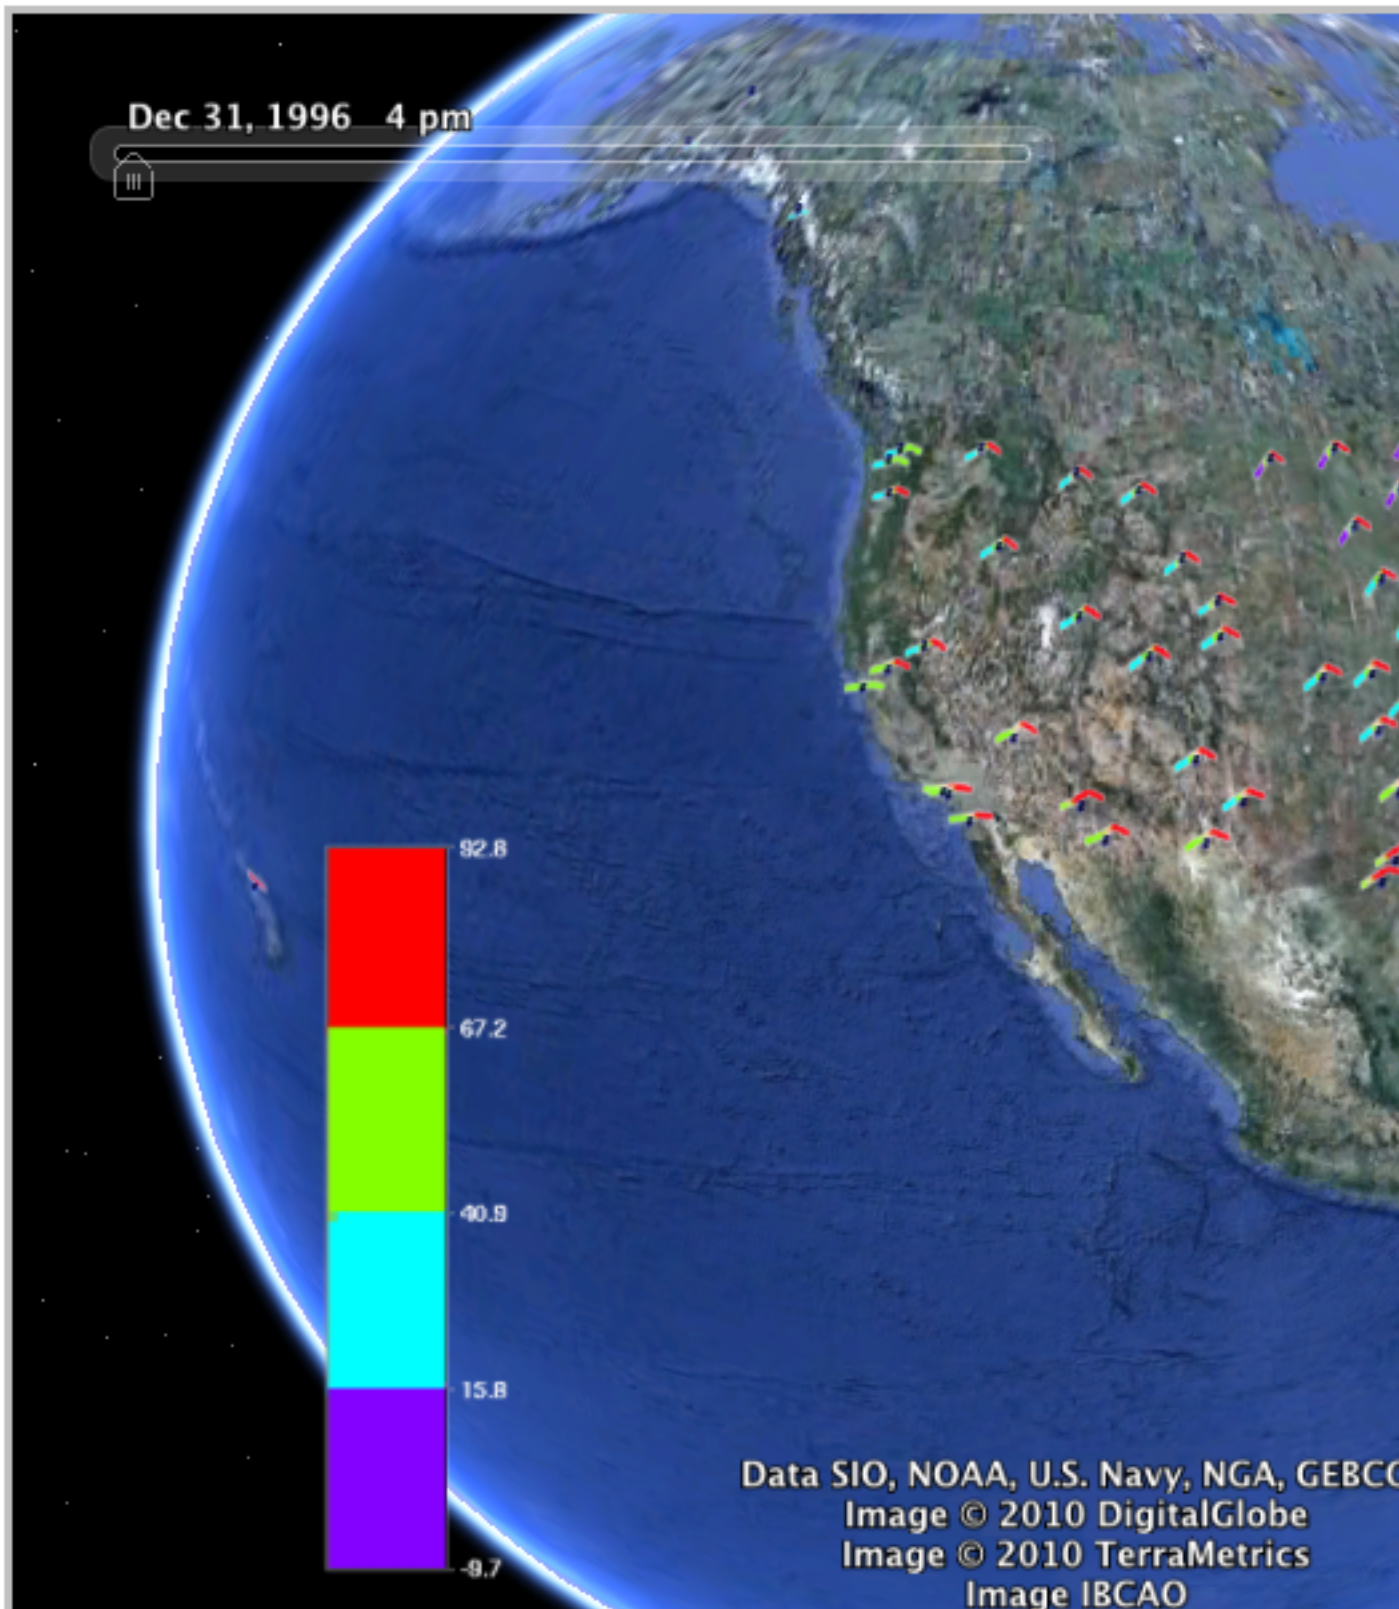 Dec 31, 1996 4 pm
92.8
67.2
40.9
15.8
-9.7
Data SIO, NOAA, U.S. Navy, NGA, GEBCO
Image © 2010 DigitalGlobe
Image © 2010 TerraMetrics
Image IBCAO